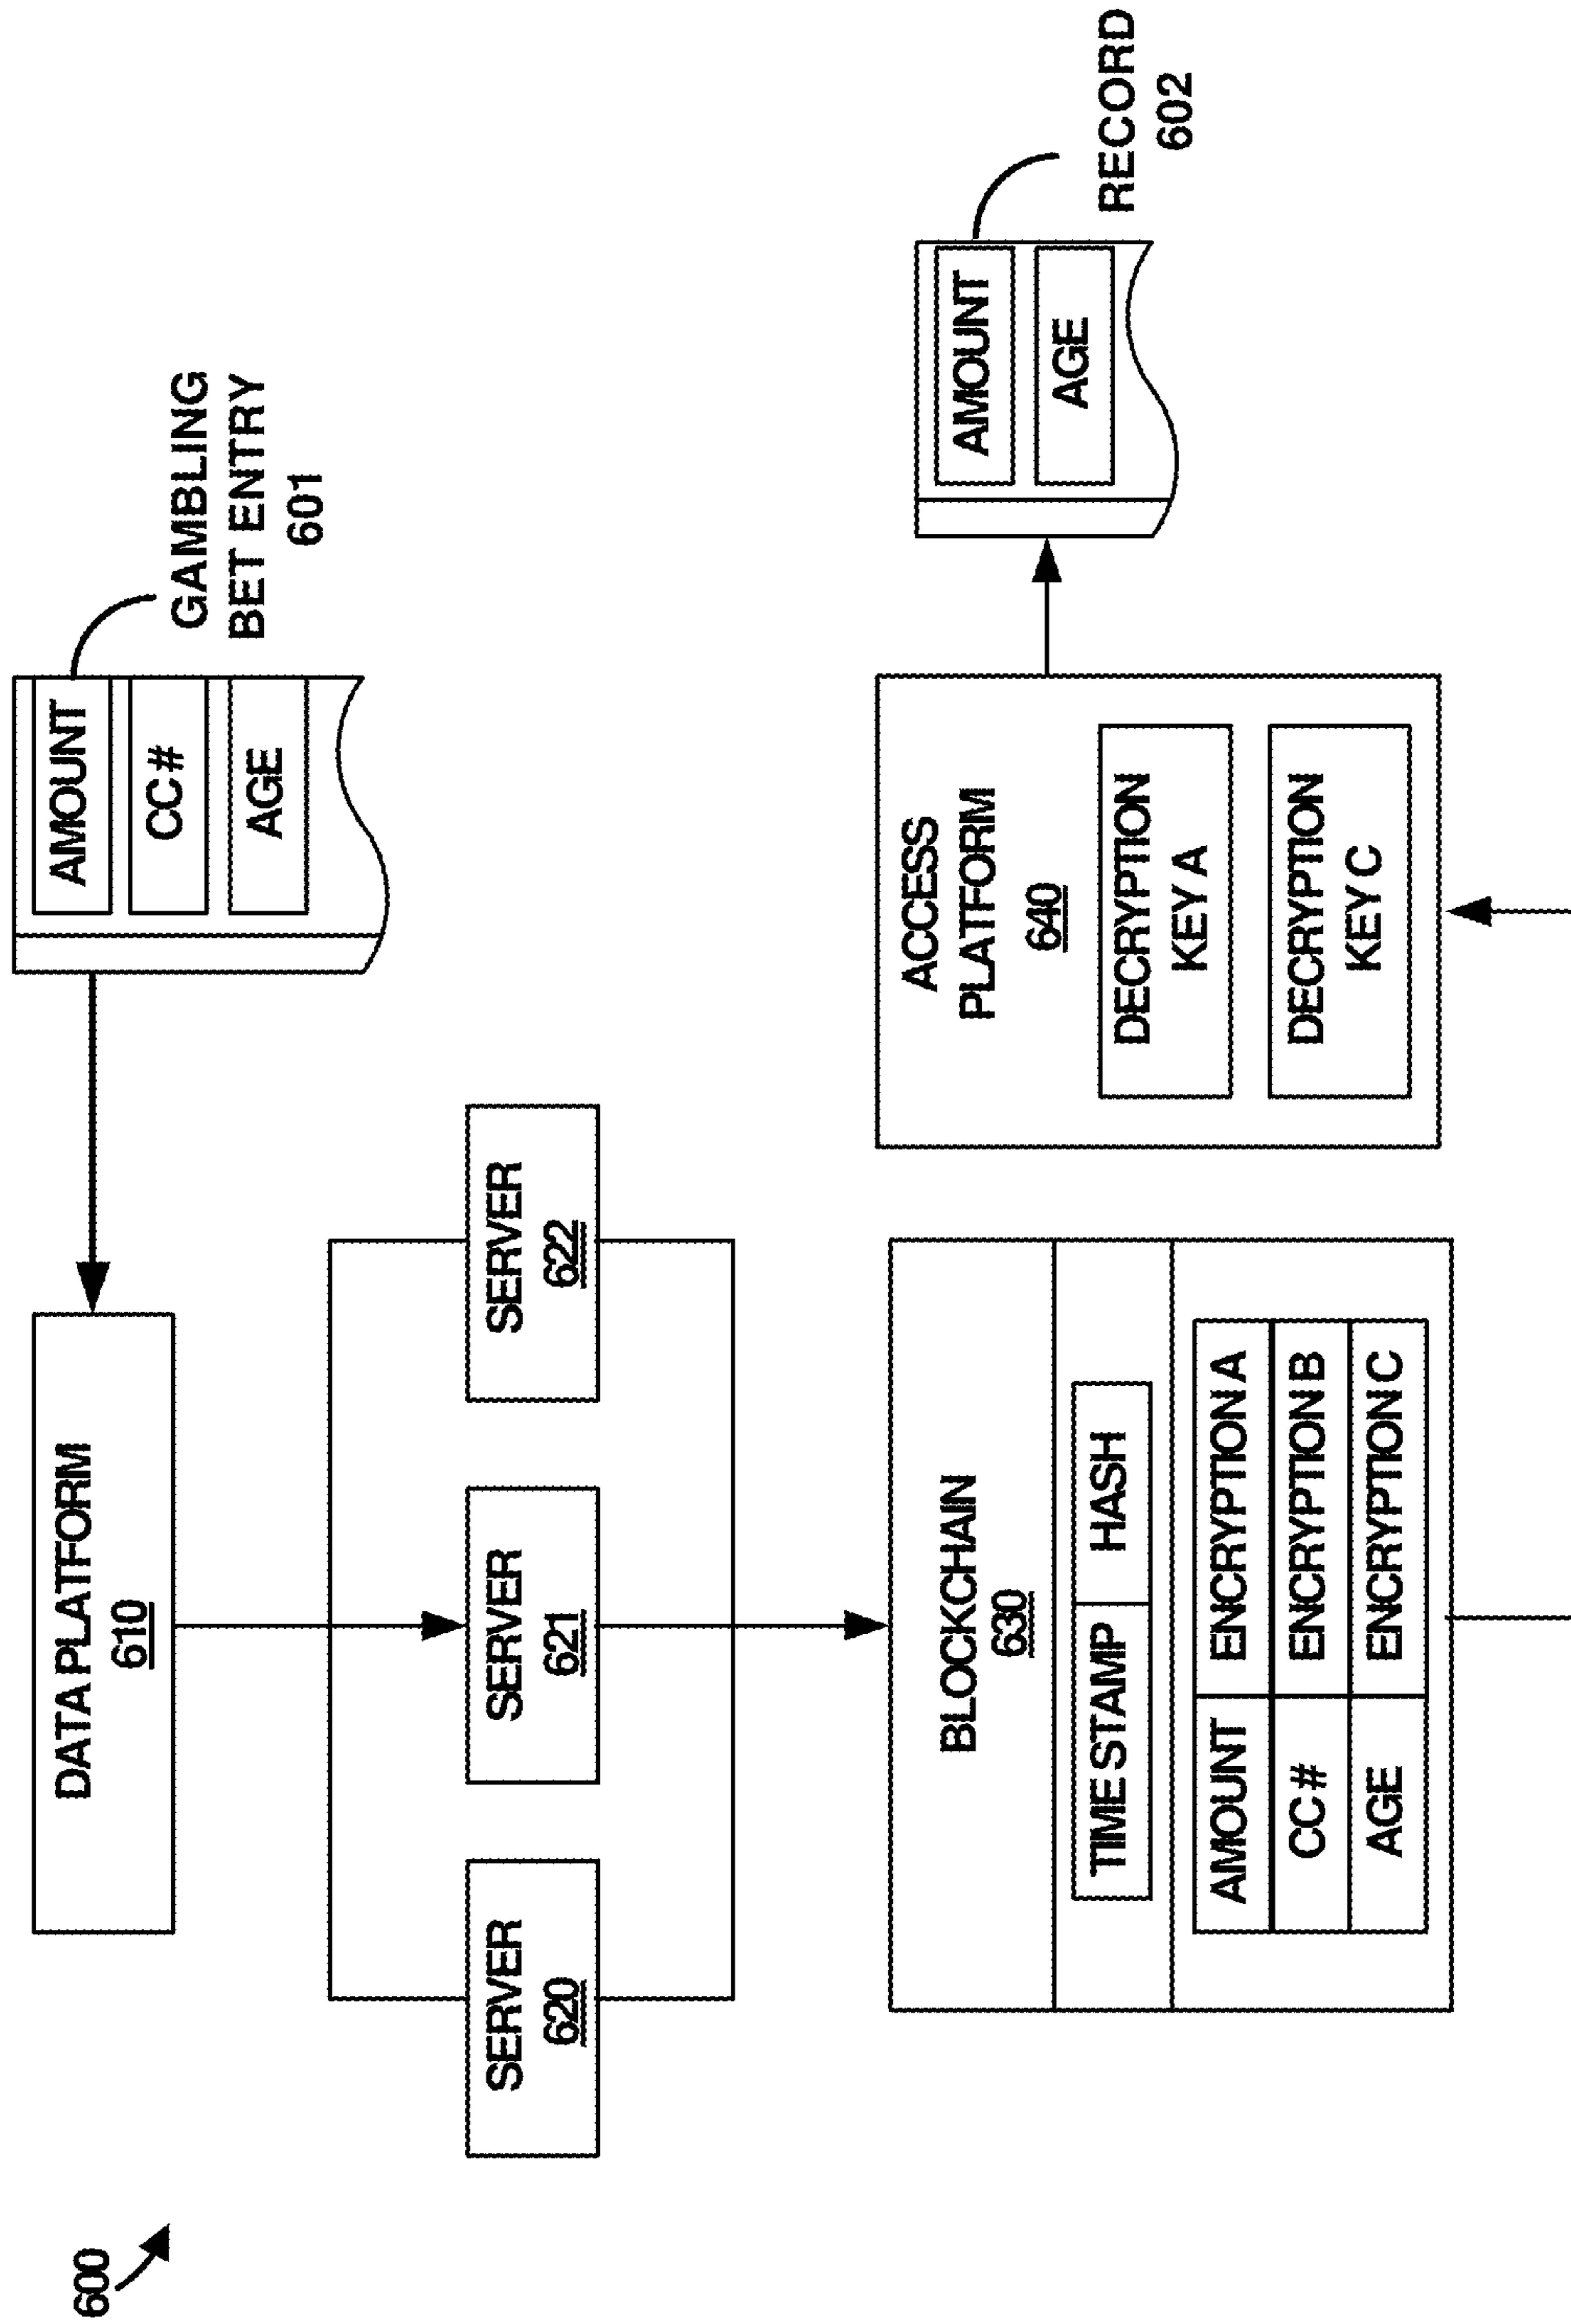 600
DATA PLATFORM
610
AMOUNT
CC #
AGE
GAMBLING
BET ENTRY
601
SERVER
620
SERVER
621
SERVER
622
BLOCKCHAIN
630
TIME STAMP HASH
AMOUNT ENCRYPTION A
CC # ENCRYPTION B
AGE ENCRYPTION C
ACCESS
PLATFORM
640
DECRYPTION
KEY A
DECRYPTION
KEY C
AMOUNT
AGE
RECORD
602